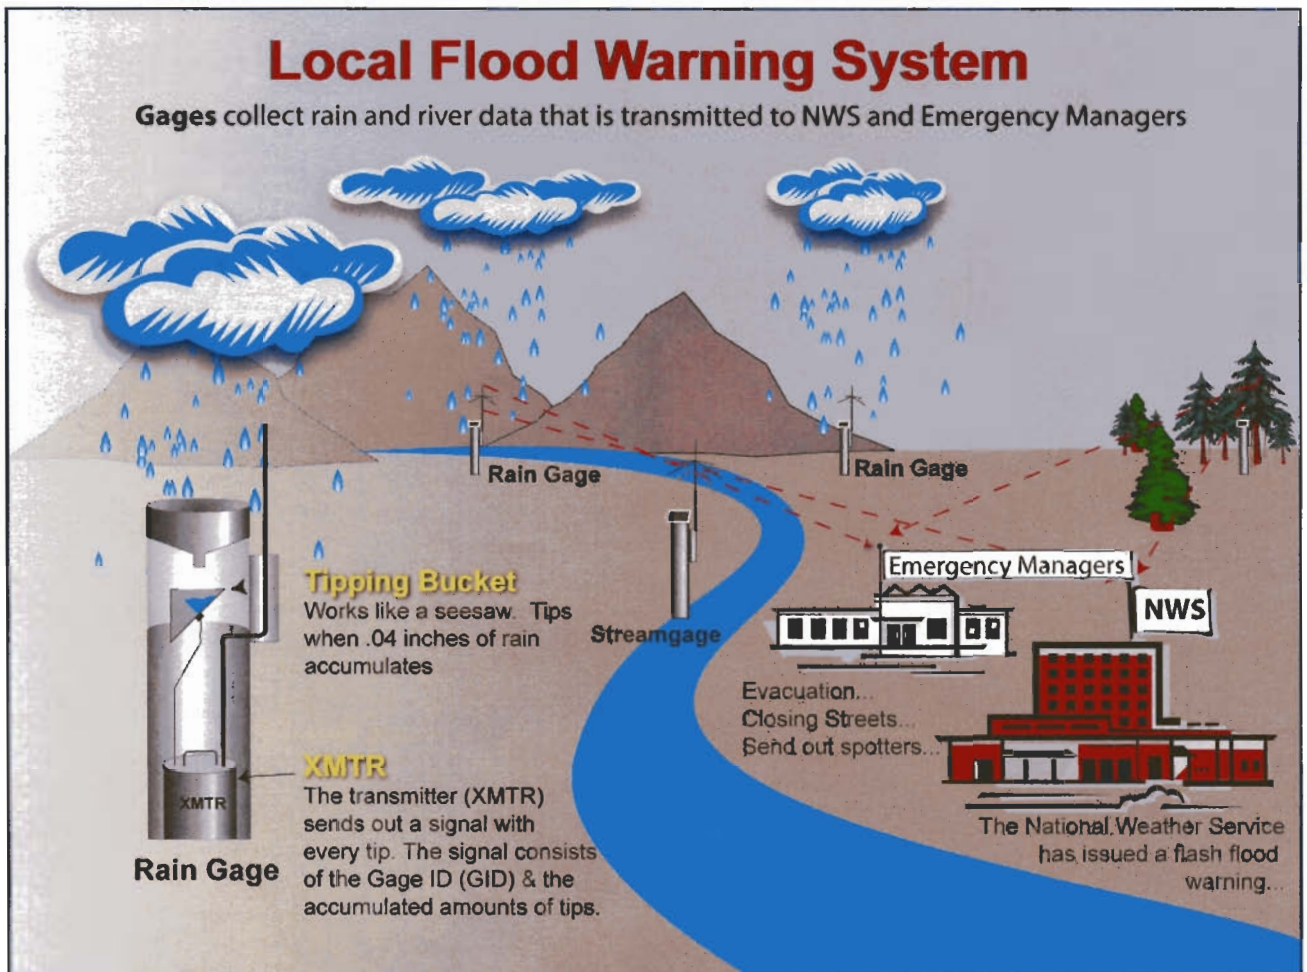 Local Flood Warning System
Gages collect rain and river data that is transmitted to NWS and Emergency Managers
Rain Gage
Rain Gage
Tipping Bucket
Works like a seesaw. Tips
when .04 inches of rain
accumulates
Streamgage
Emergency Managers
NWS
Evacuation...
Closing Streets...
Send out spotters...
XMTR
XMTR
The transmitter (XMTR)
sends out a signal with
every tip. The signal consists
of the Gage ID (GID) & the
accumulated amounts of tips.
Rain Gage
The National Weather Service
has issued a flash flood
warning...